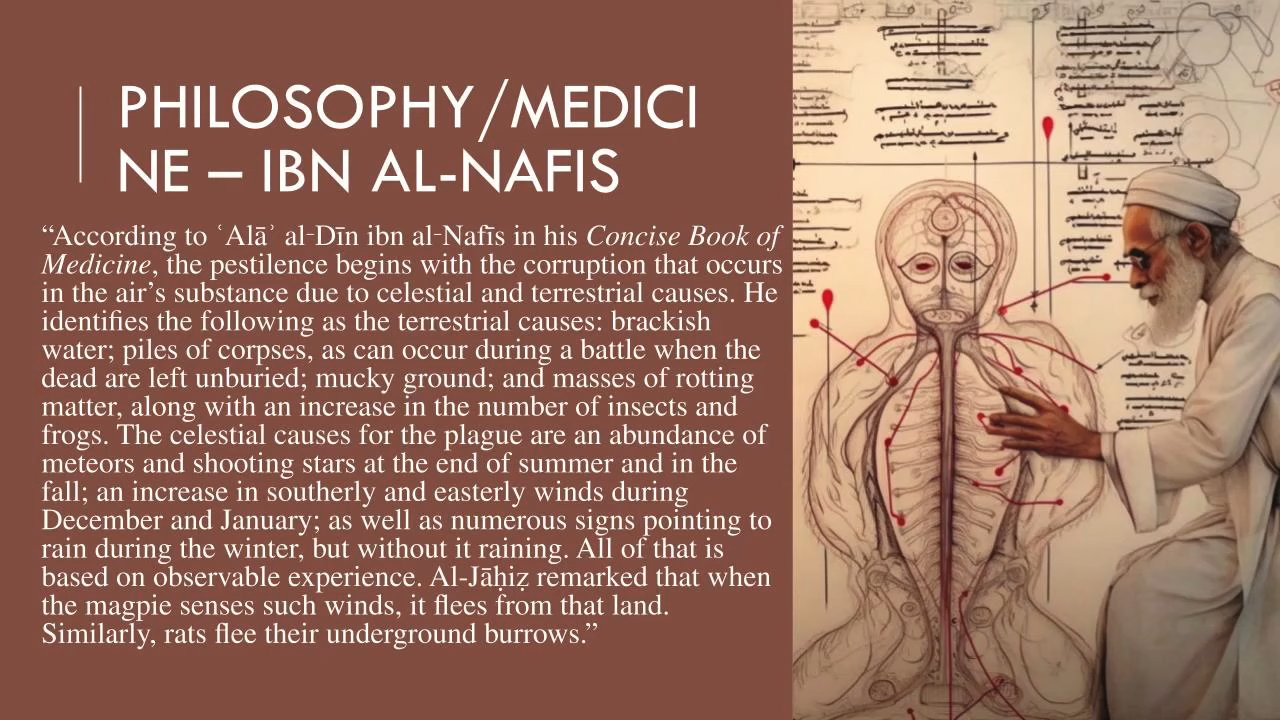 PHILOSOPHY/MEDICI
NE – IBN AL-NAFIS
“According to ʿAlāʾ al-Dīn ibn al-Nafīs in his Concise Book of
Medicine, the pestilence begins with the corruption that occurs
in the air’s substance due to celestial and terrestrial causes. He
identifies the following as the terrestrial causes: brackish
water; piles of corpses, as can occur during a battle when the
dead are left unburied; mucky ground; and masses of rotting
matter, along with an increase in the number of insects and
frogs. The celestial causes for the plague are an abundance of
meteors and shooting stars at the end of summer and in the
fall; an increase in southerly and easterly winds during
December and January; as well as numerous signs pointing to
rain during the winter, but without it raining. All of that is
based on observable experience. Al-Jāḥiẓ remarked that when
the magpie senses such winds, it flees from that land.
Similarly, rats flee their underground burrows.”